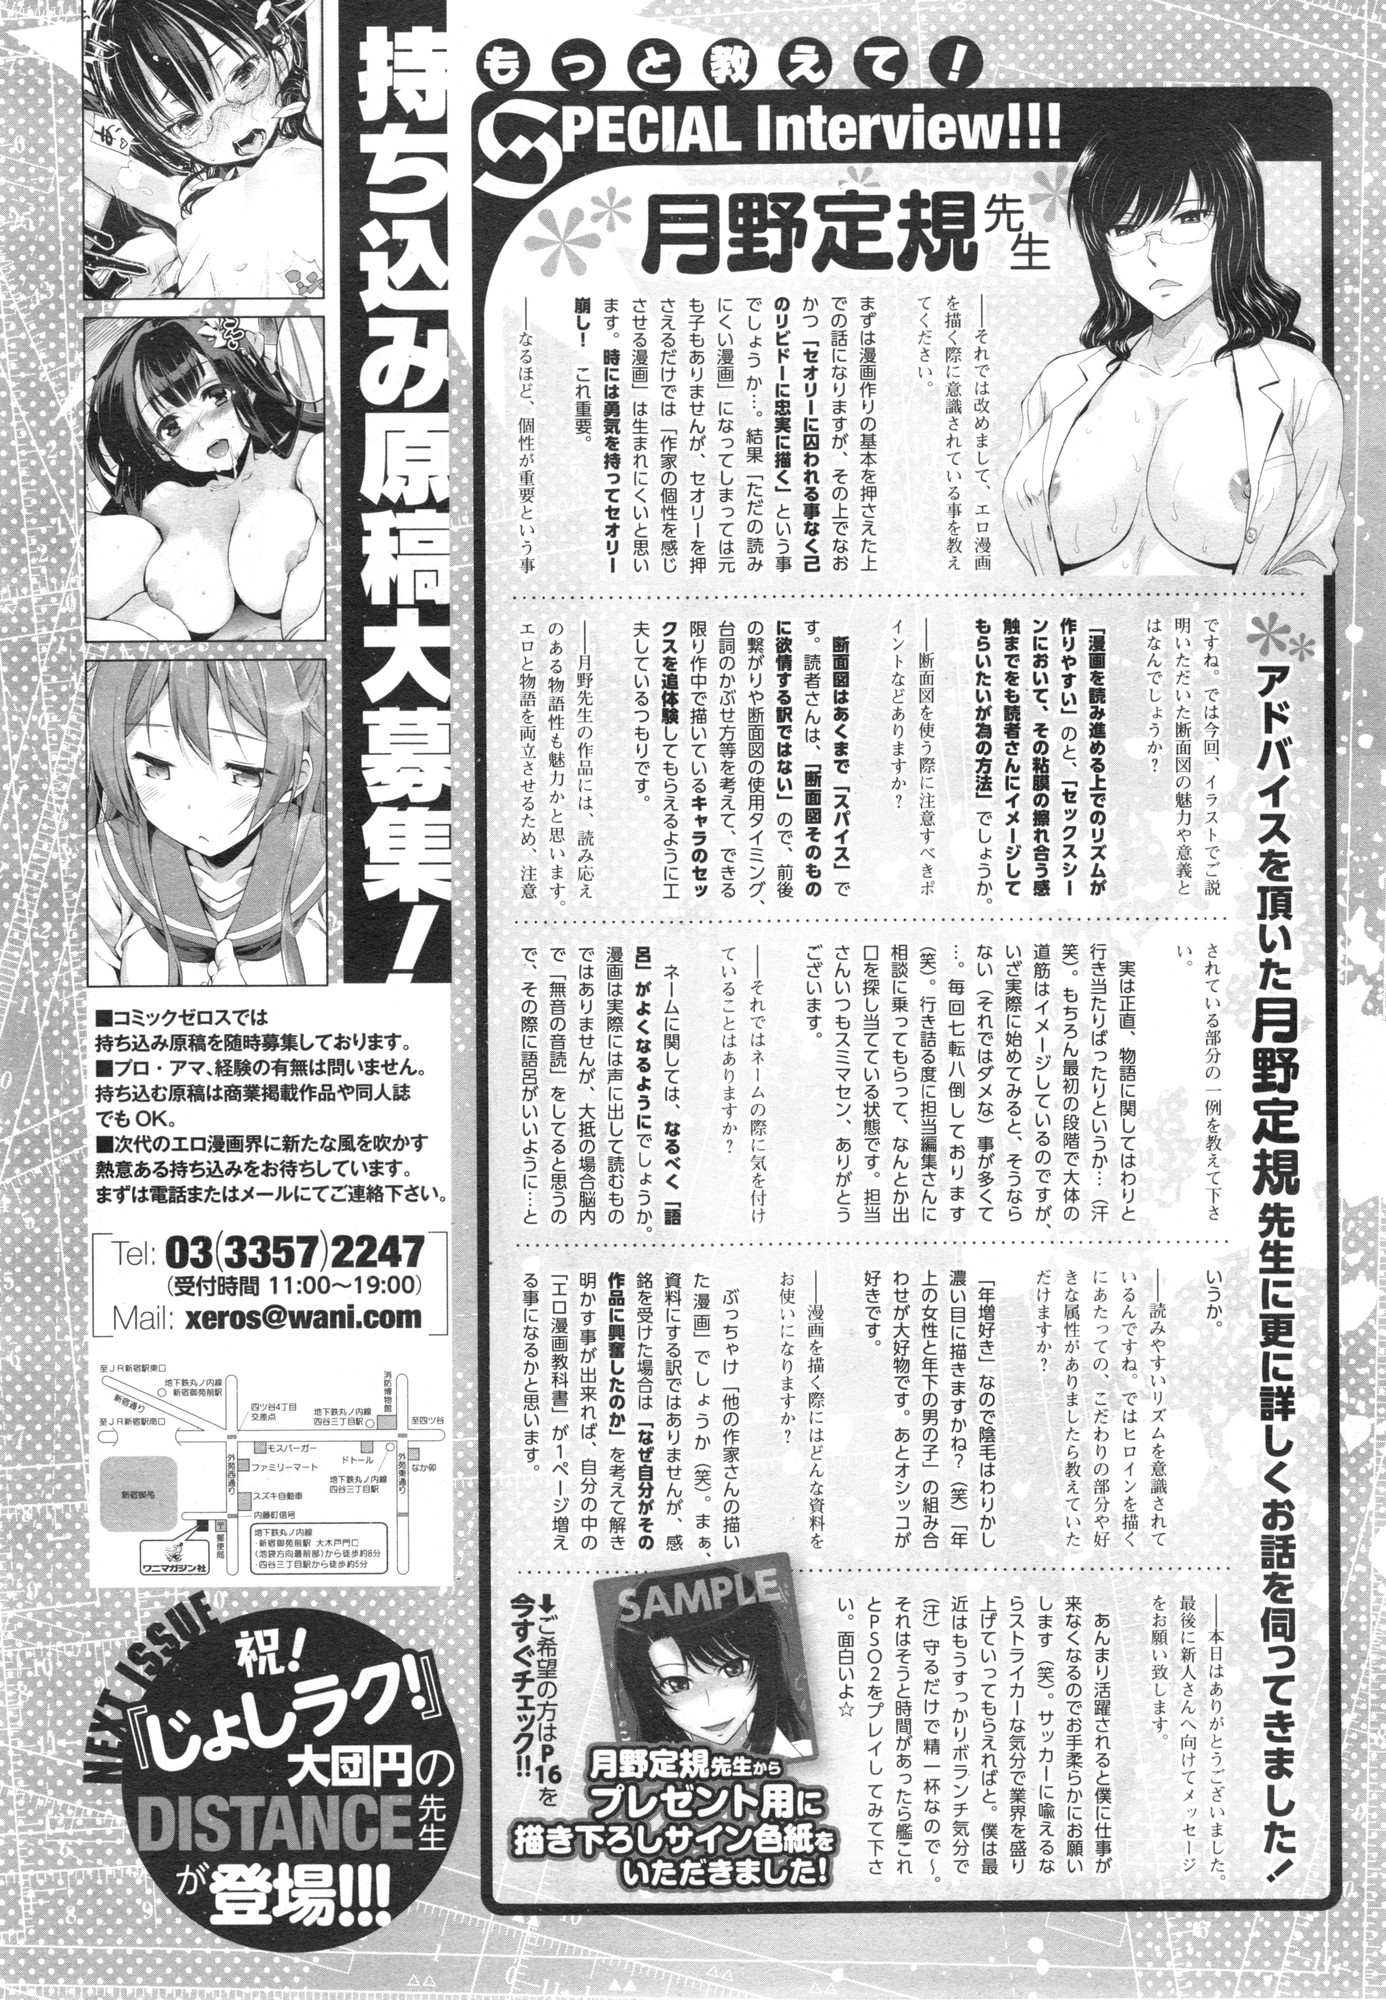 もっと教えて!
SPECIAL Interview!!!
月野定規先生
アドバイスを頂いた月野定規先生に更に詳しくお話を伺ってきました!
――それでは改めまして、エロ漫画
を描く際に意識されている事を教え
てください。
まずは漫画作りの基本を押さえた上
での話になりますが、その上でなお
かつ「セオリーに囚われる事なく己
のリビドーに忠実に描く」という事
でしょうか…。結果「ただの読み
にくい漫画」になってしまっては元
も子もありませんが、セオリーを押
さえるだけでは「作家の個性を感じ
させる漫画」は生まれにくいと思い
ます。時には勇気を持ってセオリー
崩し! これ重要。
――なるほど、個性が重要という事
ですね。では今回、イラストでご説
明いただいた断面図の魅力や意義と
はなんでしょうか?
「漫画を読み進める上でのリズムが
作りやすい」のと、「セックスシー
ンにおいて、その粘膜の擦れ合う感
触までをも読者さんにイメージして
もらいたいが為の方法」でしょうか。
――断面図を使う際に注意すべきポ
イントなどありますか?
断面図はあくまで「スパイス」で
す。読者さんは、「断面図そのもの
に欲情する訳ではない」ので、前後
の繋がりや断面図の使用タイミング、
台詞のかぶせ方等を考えて、できる
限り作中で描いているキャラのセッ
クスを追体験してもらえるように工
夫しているつもりです。
――月野先生の作品には、読み応え
のある物語性も魅力かと思います。
エロと物語を両立させるため、注意
されている部分の一例を教えて下さ
い。
実は正直、物語に関してはわりと
行き当たりばったりというか…(汗
笑)。もちろん最初の段階で大体の
道筋はイメージしているのですが、
いざ実際に始めてみると、そうなら
ない(それではダメな)事が多くて
…。毎回七転八倒しております
(笑)。行き詰る度に担当編集さんに
相談に乗ってもらって、なんとか出
口を探し当てている状態です。担当
さんいつもスミマセン、ありがとう
ございます。
――それではネームの際に気を付け
ていることはありますか?
ネームに関しては、なるべく「語
呂」がよくなるようにでしょうか。
漫画は実際には声に出して読むもの
ではありませんが、大抵の場合脳内
で「無音の音読」をしてると思うの
で、その際に語呂がいいように…と
いうか。
――読みやすいリズムを意識されて
いるんですね。ではヒロインを描く
にあたっての、こだわりの部分や好
きな属性がありましたら教えていた
だけますか?
「年増好き」なので陰毛はわりかし
濃い目に描きますかね?(笑)「年
上の女性と年下の男の子」の組み合
わせが大好物です。あとオシッコが
好きです。
――漫画を描く際にはどんな資料を
お使いになりますか?
ぶっちゃけ「他の作家さんの描い
た漫画」でしょうか(笑)。まぁ、
資料にする訳ではありませんが、感
銘を受けた場合は「なぜ自分がその
作品に興奮したのか」を考えて解き
明かす事が出来れば、自分の中の
「エロ漫画教科書」が1ページ増え
る事になるかと思います。
――本日はありがとうございました。
最後に新人さんへ向けてメッセージ
をお願い致します。
あんまり活躍されると僕に仕事が
来なくなるのでお手柔らかにお願い
します(笑)。サッカーに喩えるな
らストライカーな気分で業界を盛り
上げていってもらえればと。僕は最
近はもうすっかりボランチ気分で
(汗)守るだけで精一杯なので~。
それはそうと時間があったら艦これ
とPSO2をプレイしてみて下さ
い。面白いよ☆
SAMPLE
月野定規先生から
プレゼント用に
描き下ろしサイン色紙を
いただきました!
➡ご希望の方はP16を
今すぐチェック!!
持ち込み原稿大募集!
■コミックゼロスでは
持ち込み原稿を随時募集しております。
■プロ・アマ、経験の有無は問いません。
持ち込む原稿は商業掲載作品や同人誌
でもOK。
■次代のエロ漫画界に新たな風を吹かす
熱意ある持ち込みをお待ちしています。
まずは電話またはメールにてご連絡下さい。
Tel: 03(3357)2247
(受付時間 11:00~19:00)
Mail: xeros@wani.com
至JR新宿駅東口
新宿通り
地下鉄丸ノ内線
新宿御苑前駅
至JR新宿駅南口
四ツ谷4丁目
交差点
地下鉄丸ノ内線
四谷三丁目駅
消防博物館
至四ツ谷
モスバーガー
ファミリーマート
ドトール
なか卯
地下鉄丸ノ内線
四谷三丁目駅
外苑西通り
外苑東通り
新宿御苑
スズキ自動車
内藤町信号
〒
郵便局
ワニマガジン社
地下鉄丸ノ内線
・新宿御苑前駅 大木戸門口
(池袋方向最前部)から徒歩約8分
・四谷三丁目駅から徒歩約5分
NEXT ISSUE
祝!
『じょしラク!』
大団円の
DISTANCE先生
が登場!!!